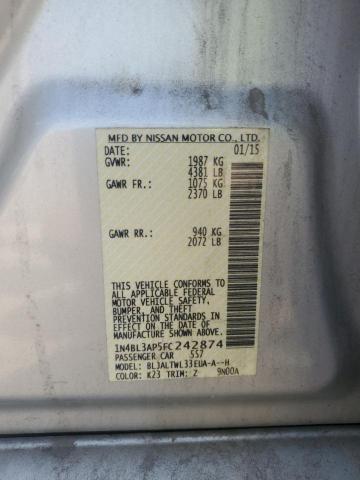 MFD BY NISSAN MOTOR CO., LTD.
DATE: 01/15
GVWR: 1987 KG
4381 LB
GAWR FR.: 1075 KG
2370 LB
GAWR RR.: 940 KG
2072 LB
THIS VEHICLE CONFORMS TO ALL
APPLICABLE FEDERAL MOTOR
VEHICLE SAFETY, BUMPER,
AND THEFT PREVENTION
STANDARDS IN EFFECT ON THE
DATE OF MANUFACTURE SHOWN
ABOVE.
1N4BL3AP5FC242874
PASSENGER CAR 557
MODEL: BLJALTWL33EUA-A--H
COLOR: K23 TRIM: Z 9N00A